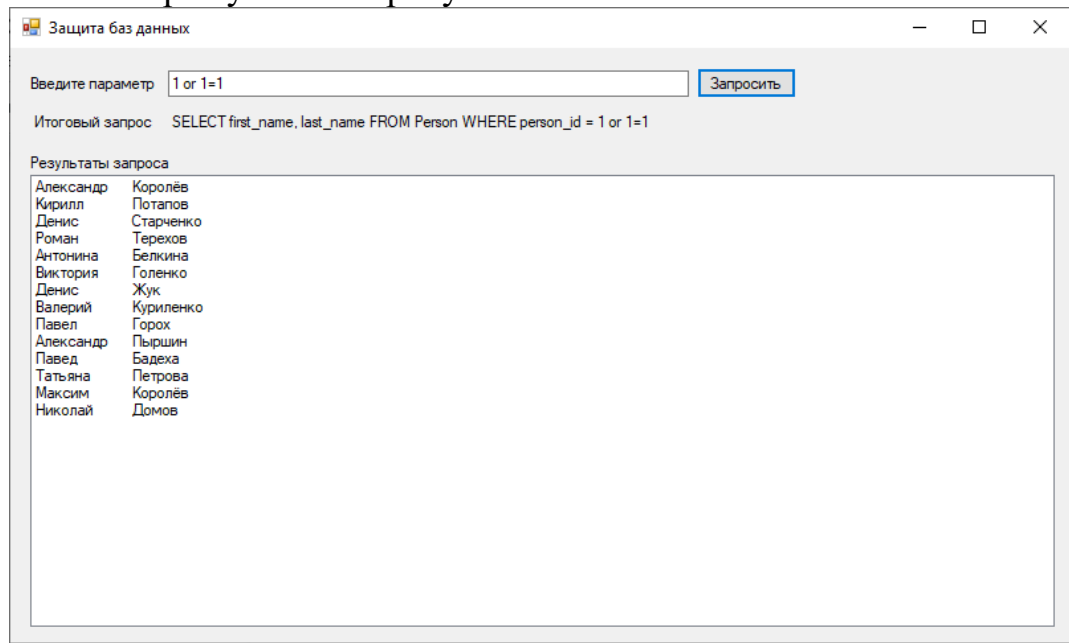 Защита баз данных
Введите параметр 1 or 1=1 Запросить
Итоговый запрос SELECT first_name, last_name FROM Person WHERE person_id = 1 or 1=1
Результаты запроса
Александр Королёв
Кирилл Потапов
Денис Старченко
Роман Терехов
Антонина Белкина
Виктория Голенко
Денис Жук
Валерий Куриленко
Павел Горох
Александр Пыршин
Павед Бадеха
Татьяна Петрова
Максим Королёв
Николай Домов